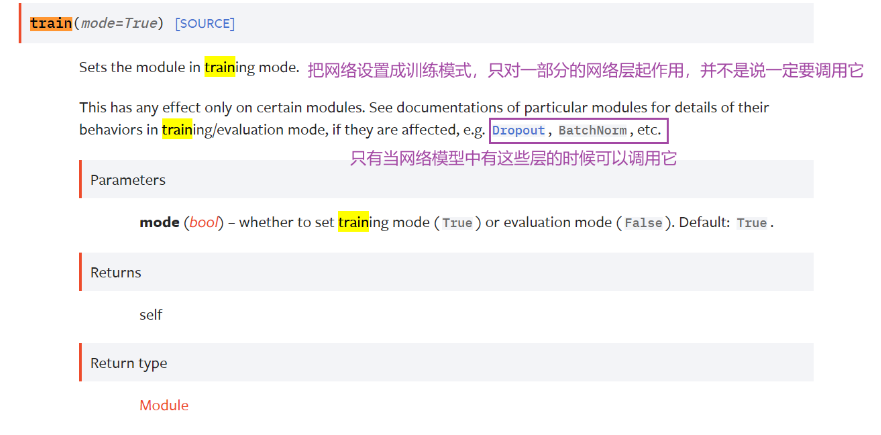 train(mode=True) [SOURCE]
Sets the module in training mode. 把网络设置成训练模式，只对一部分的网络层起作用，并不是说一定要调用它
This has any effect only on certain modules. See documentations of particular modules for details of their
behaviors in training/evaluation mode, if they are affected, e.g. Dropout, BatchNorm, etc.
只有当网络模型中有这些层的时候可以调用它
Parameters
mode (bool) – whether to set training mode (True) or evaluation mode (False). Default: True.
Returns
self
Return type
Module